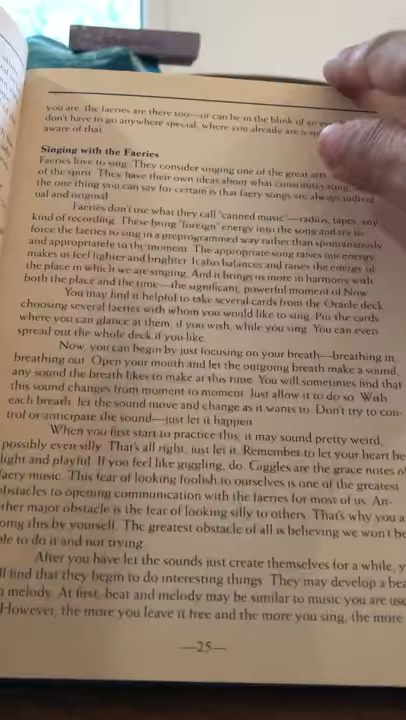 you are, the faeries are there too—or can be in the blink of an
don't have to go anywhere special; where you already are is
aware of that.
Singing with the Faeries
Faeries love to sing. They consider singing one of the great arts
of the spirit. They have their own ideas about what constitutes song,
the one thing you can say for certain is that faery songs are always individ-
ual and original.
Faeries don't use what they call "canned music"—radios, tapes, any
kind of recording. These bring "foreign" energy into the song and try to
force the faeries to sing in a preprogrammed way rather than spontaneously
and appropriately to the moment. The appropriate song raises our energy,
makes us feel lighter and brighter. It also balances and raises the energy of
the place in which we are singing. And it brings us more in harmony with
both the place and the time—the significant, powerful moment of Now.
You may find it helpful to take several cards from the Oracle deck,
choosing several faeries with whom you would like to sing. Put the cards
where you can glance at them, if you wish, while you sing. You can even
spread out the whole deck if you like.
Now, you can begin by just focusing on your breath—breathing in,
breathing out. Open your mouth and let the outgoing breath make a sound,
any sound the breath likes to make at this time. You will sometimes find that
this sound changes from moment to moment. Just allow it to do so. With
each breath, let the sound move and change as it wants to. Don't try to con-
trol or anticipate the sound—just let it happen.
When you first start to practice this, it may sound pretty weird,
possibly even silly. That's all right, just let it. Remember to let your heart be
light and playful. If you feel like giggling, do. Giggles are the grace notes of
faery music. This fear of looking foolish to ourselves is one of the greatest
obstacles to opening communication with the faeries for most of us. An-
other major obstacle is the fear of looking silly to others. That's why you a
oing this by yourself. The greatest obstacle of all is believing we won't be
ble to do it and not trying.
After you have let the sounds just create themselves for a while, y
ll find that they begin to do interesting things. They may develop a bea
a melody. At first, beat and melody may be similar to music you are use
However, the more you leave it free and the more you sing, the more
—25—